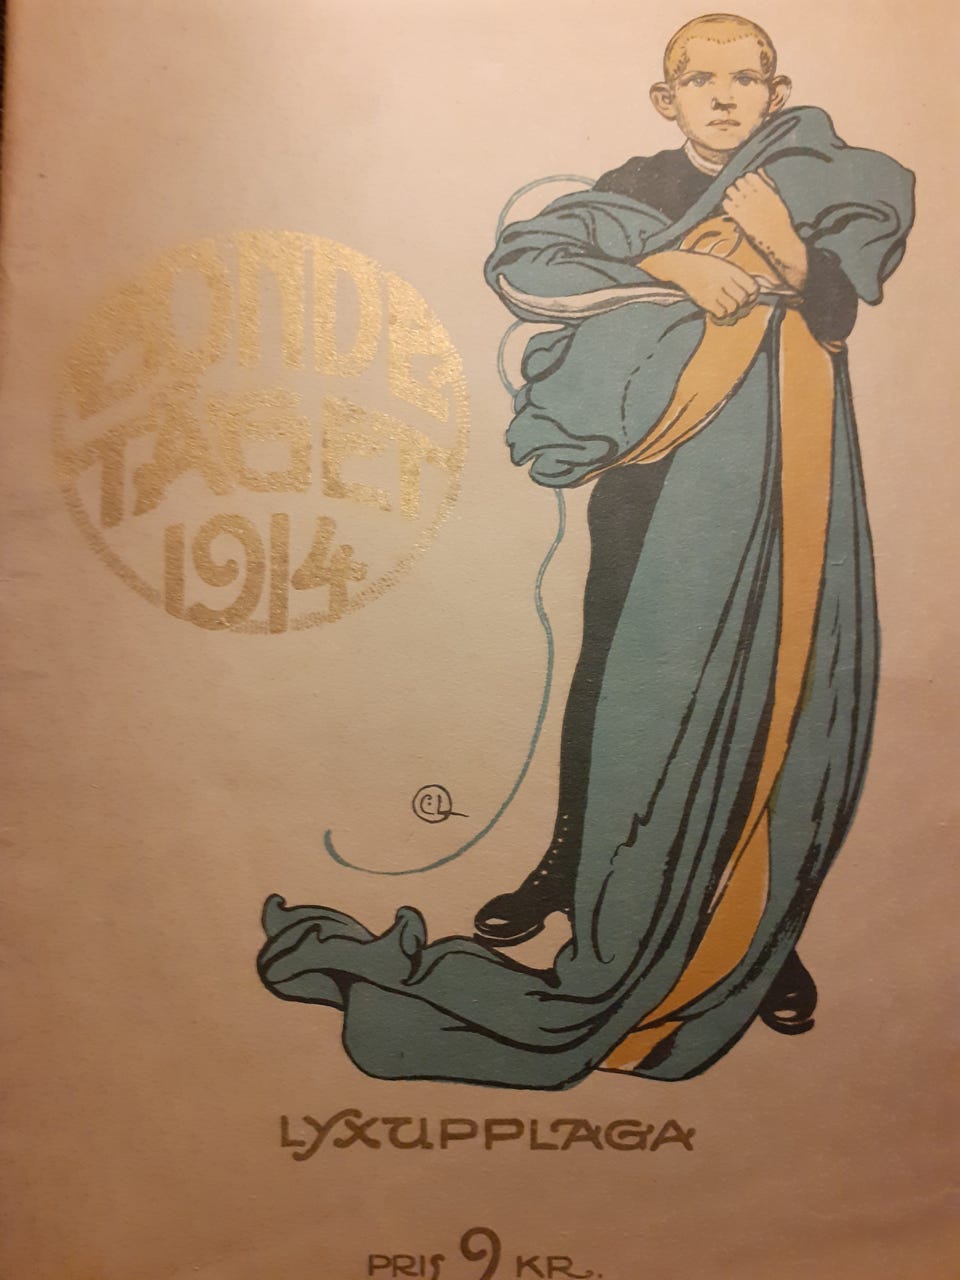 BONDE
TÅGET
1914
C.L
LYXUPPLAGA
PRIS 9 KR.